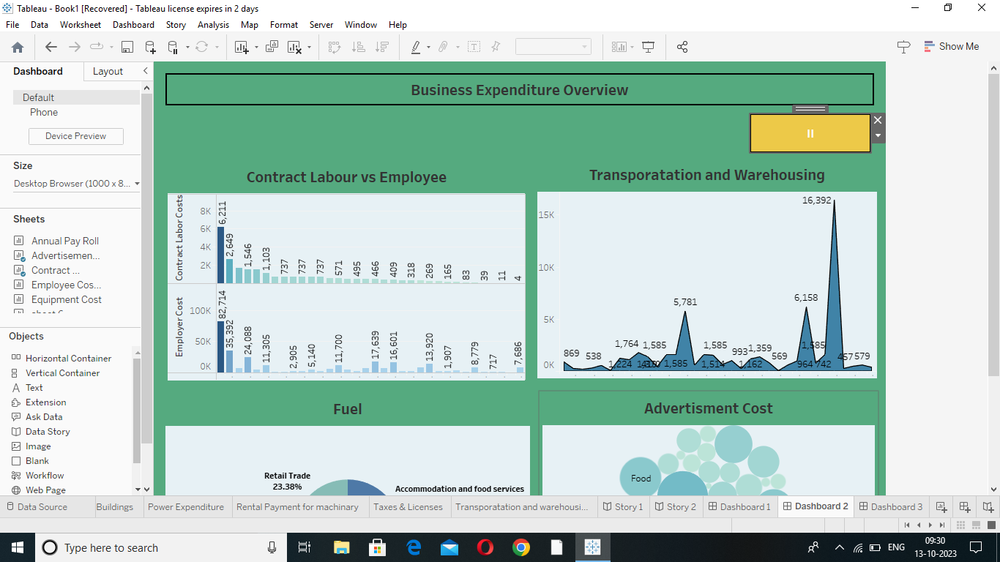 Tableau - Book1 [Recovered] - Tableau license expires in 2 days
File Data Worksheet Dashboard Story Analysis Map Format Server Window Help
Show Me
Dashboard Layout
Default
Phone
Device Preview
Size
Desktop Browser (1000 x 8...
Sheets
Annual Pay Roll
Advertisemen...
Contract ...
Employee Cos...
Equipment Cost
Objects
Horizontal Container
Vertical Container
Text
Extension
Ask Data
Data Story
Image
Blank
Workflow
Web Page
Business Expenditure Overview
II
Contract Labour vs Employee
Contract Labor Costs
8K
6K
4K
2K
6,211 2,649 1,546 1,103 737 737 737 571 495 466 409 318 269 165 83 39 11 4
Employer Cost
100K
50K
0K
82,714 35,392 24,088 11,305 2,905 5,140 11,700 17,639 16,601 13,920 1,907 8,779 717 7,686
Transporatation and Warehousing
15K
10K
5K
0K
16,392
5,781 6,158
1,764 1,585 1,585 993 1,359 1,585
869 538 569 457 579
1,224 1,585 1,514 1,162 964 742
Fuel
Retail Trade
23.38%
Accommodation and food services
Advertisment Cost
Food
Data Source Buildings Power Expenditure Rental Payment for machinary Taxes & Licenses Transporatation and warehousi... Story 1 Story 2 Dashboard 1 Dashboard 2 Dashboard 3
Type here to search
ENG
09:30
13-10-2023